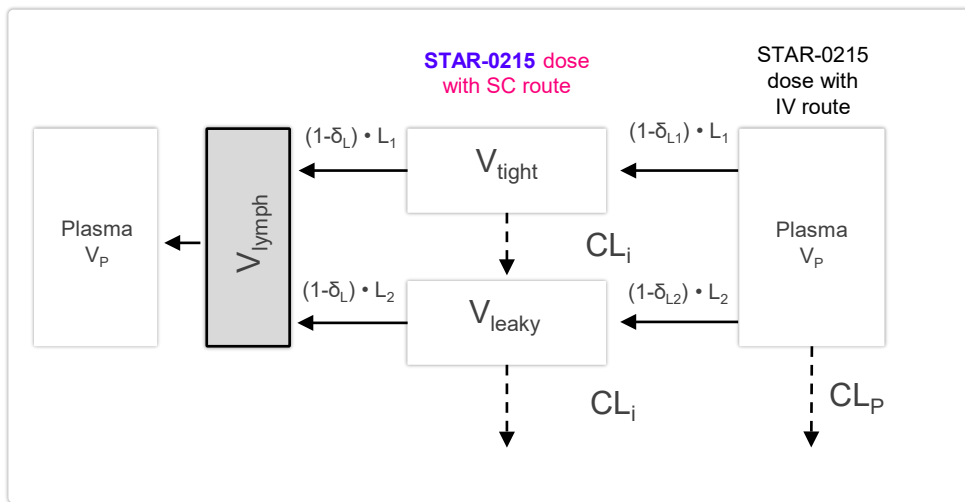 STAR-0215 dose
with SC route
STAR-0215
dose with
IV route
(1-δL) • L1
(1-δL1) • L1
Vtight
Plasma
VP
Vlymph
Plasma
VP
CLi
(1-δL) • L2
(1-δL2) • L2
Vleaky
CLi
CLP